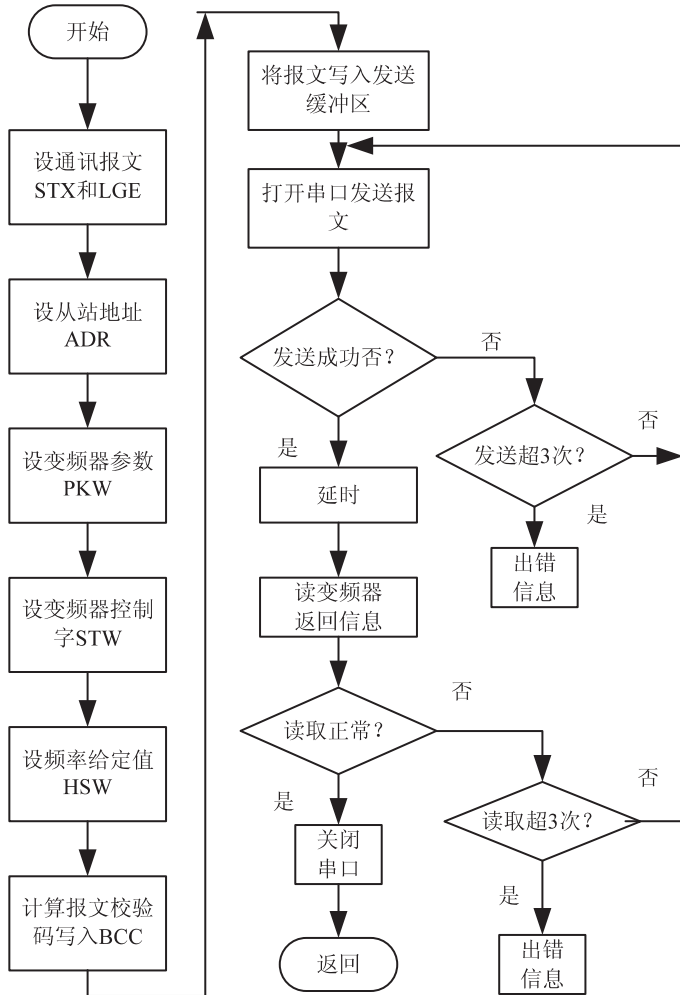 开始
设通讯报文
STX和LGE
设从站地址
ADR
设变频器参数
PKW
设变频器控制
字STW
设频率给定值
HSW
计算报文校验
码写入BCC
将报文写入发送
缓冲区
打开串口发送报
文
发送成功否?
否
是
发送超3次?
否
是
出错
信息
延时
读变频器
返回信息
读取正常?
否
是
读取超3次?
否
是
出错
信息
关闭
串口
返回